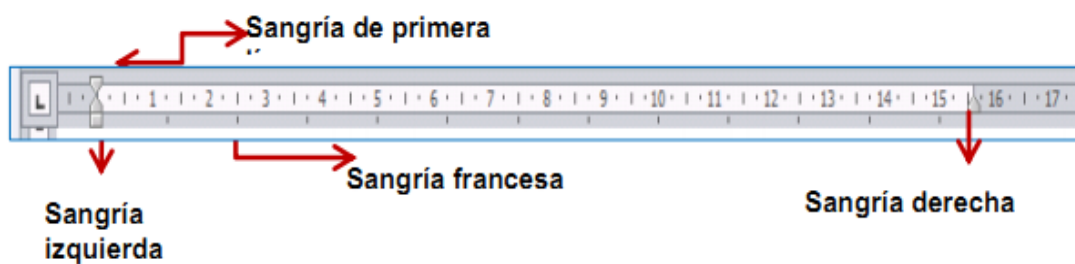 Sangría de primera
L 1 2 3 4 5 6 7 8 9 10 11 12 13 14 15 16 17
Sangría francesa
Sangría derecha
Sangría
izquierda